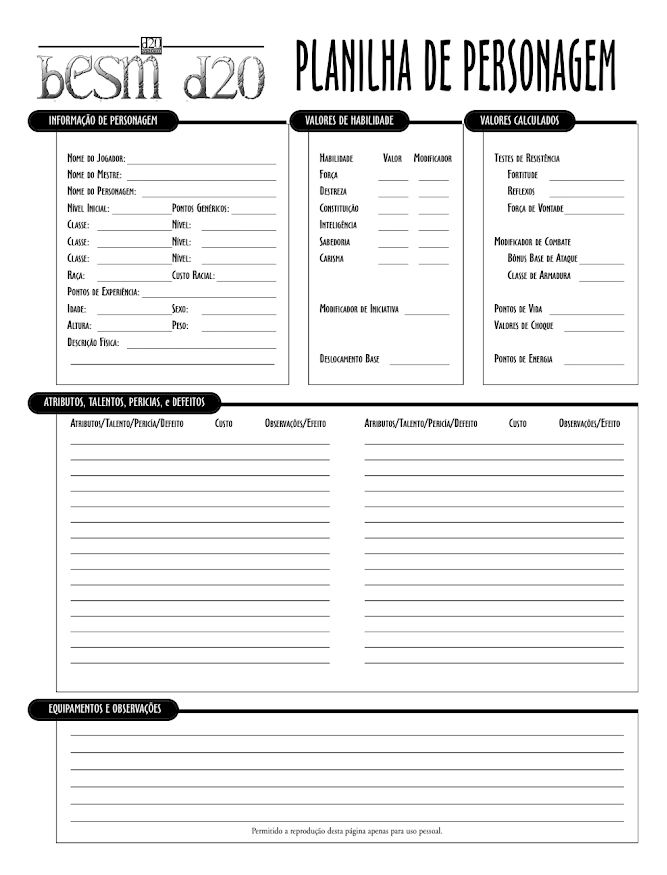 d20
besm d20
PLANILHA DE PERSONAGEM
INFORMAÇÃO DE PERSONAGEM
NOME DO JOGADOR:
NOME DO MESTRE:
NOME DO PERSONAGEM:
NÍVEL INICIAL: PONTOS GENÉRICOS:
CLASSE: NÍVEL:
CLASSE: NÍVEL:
CLASSE: NÍVEL:
RAÇA: CUSTO RACIAL:
PONTOS DE EXPERIÊNCIA:
IDADE: SEXO:
ALTURA: PESO:
DESCRIÇÃO FÍSICA:
VALORES DE HABILIDADE
HABILIDADE VALOR MODIFICADOR
FORÇA
DESTREZA
CONSTITUIÇÃO
INTELIGÊNCIA
SABEDORIA
CARISMA
MODIFICADOR DE INICIATIVA
DESLOCAMENTO BASE
VALORES CALCULADOS
TESTES DE RESISTÊNCIA
FORTITUDE
REFLEXOS
FORÇA DE VONTADE
MODIFICADOR DE COMBATE
BÔNUS BASE DE ATAQUE
CLASSE DE ARMADURA
PONTOS DE VIDA
VALORES DE CHOQUE
PONTOS DE ENERGIA
ATRIBUTOS, TALENTOS, PERICIAS, e DEFEITOS
ATRIBUTOS/TALENTO/PERICÍA/DEFEITO CUSTO OBSERVAÇÕES/EFEITO
ATRIBUTOS/TALENTO/PERICÍA/DEFEITO CUSTO OBSERVAÇÕES/EFEITO
EQUIPAMENTOS E OBSERVAÇÕES
Permitido a reprodução desta página apenas para uso pessoal.